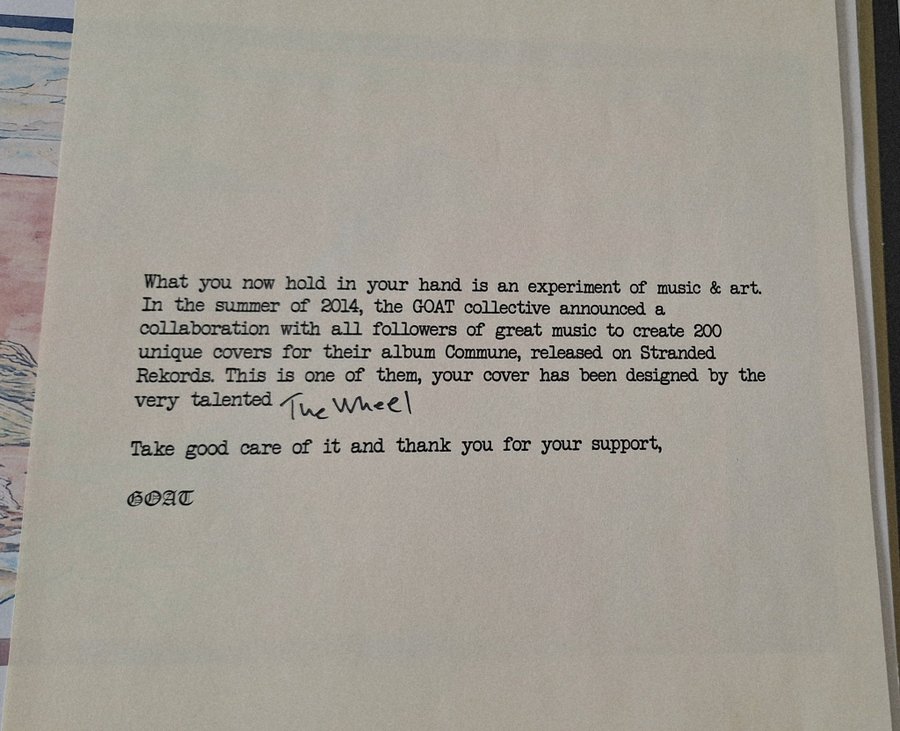 What you now hold in your hand is an experiment of music & art.
In the summer of 2014, the GOAT collective announced a
collaboration with all followers of great music to create 200
unique covers for their album Commune, released on Stranded
Rekords. This is one of them, your cover has been designed by the
very talented The Wheel
Take good care of it and thank you for your support,
GOAT